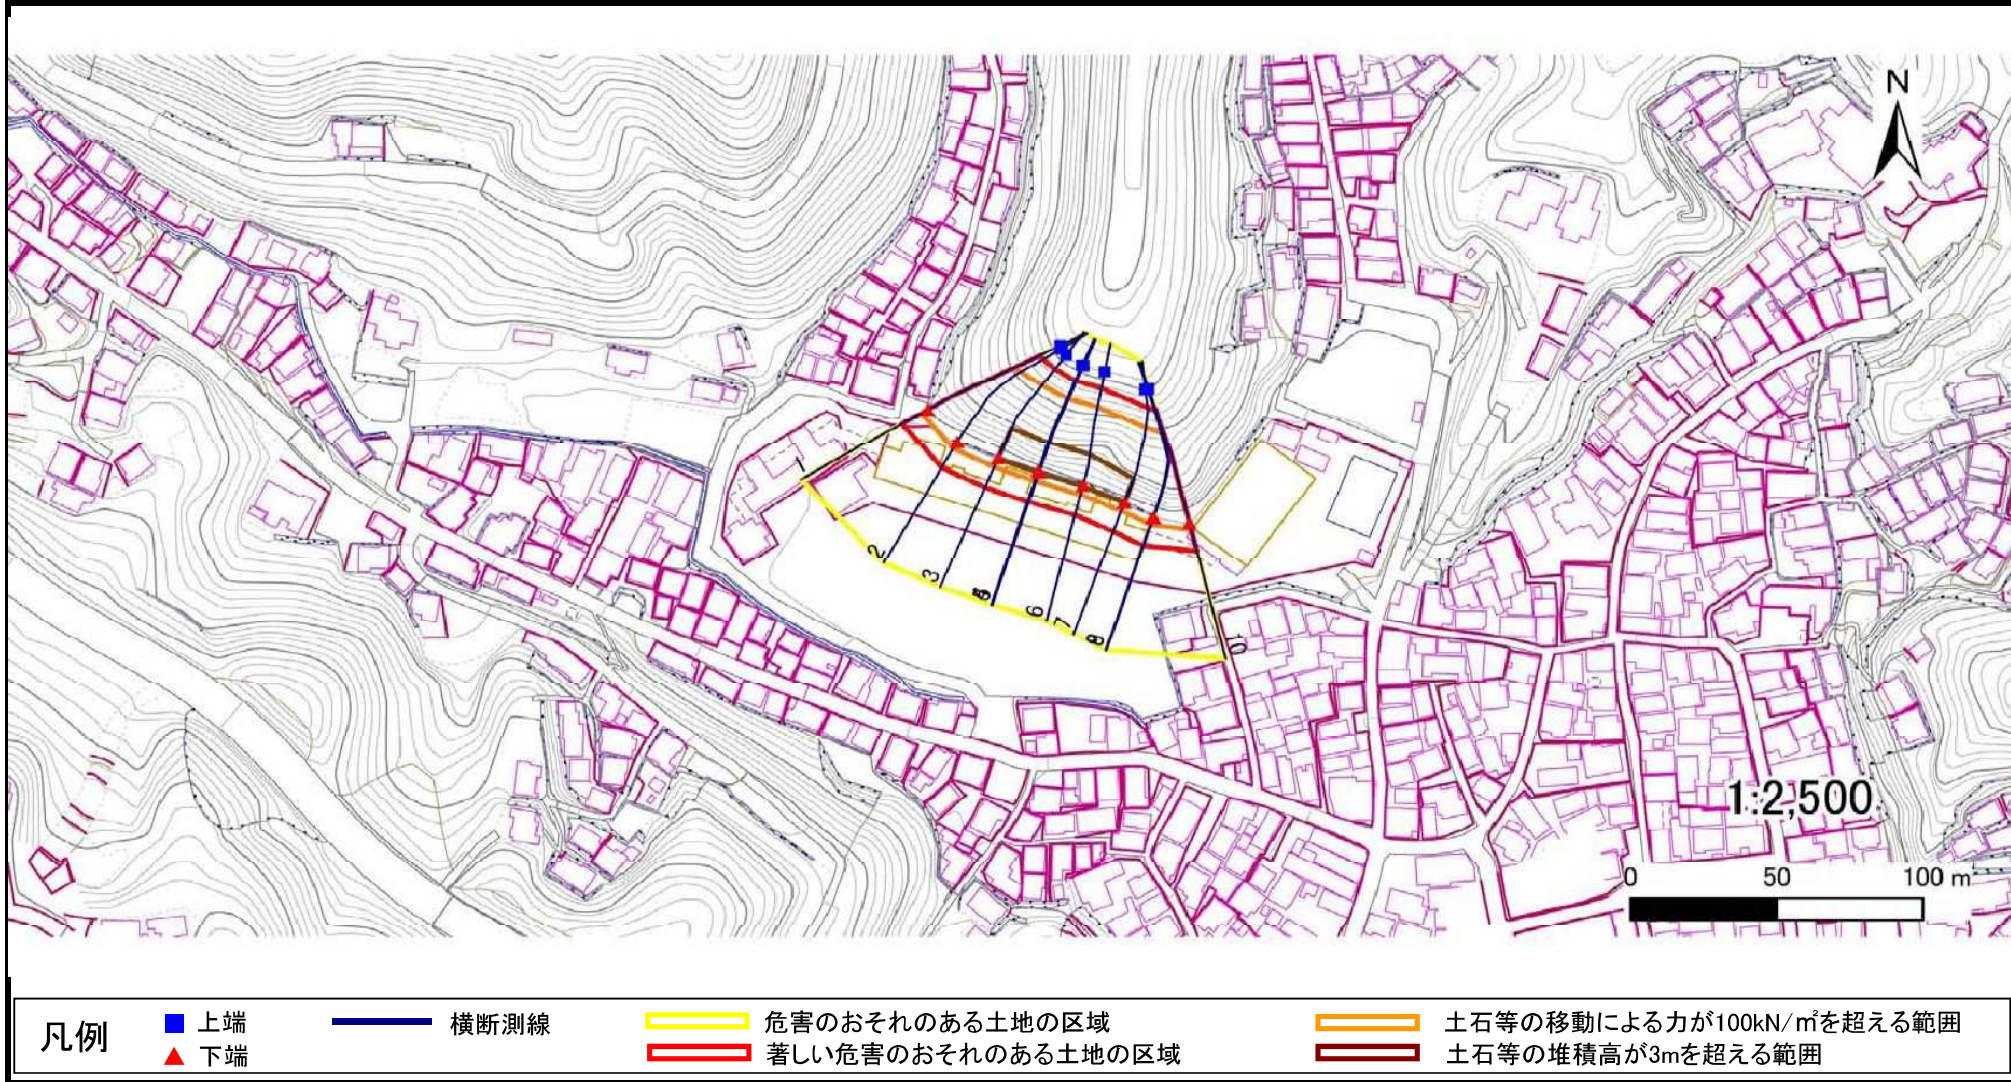 N
2
3
6
7
8
10
1:2,500
0 50 100 m
凡例
上端
下端
横断測線
危害のおそれのある土地の区域
著しい危害のおそれのある土地の区域
土石等の移動による力が100kN/㎡を超える範囲
土石等の堆積高が3mを超える範囲